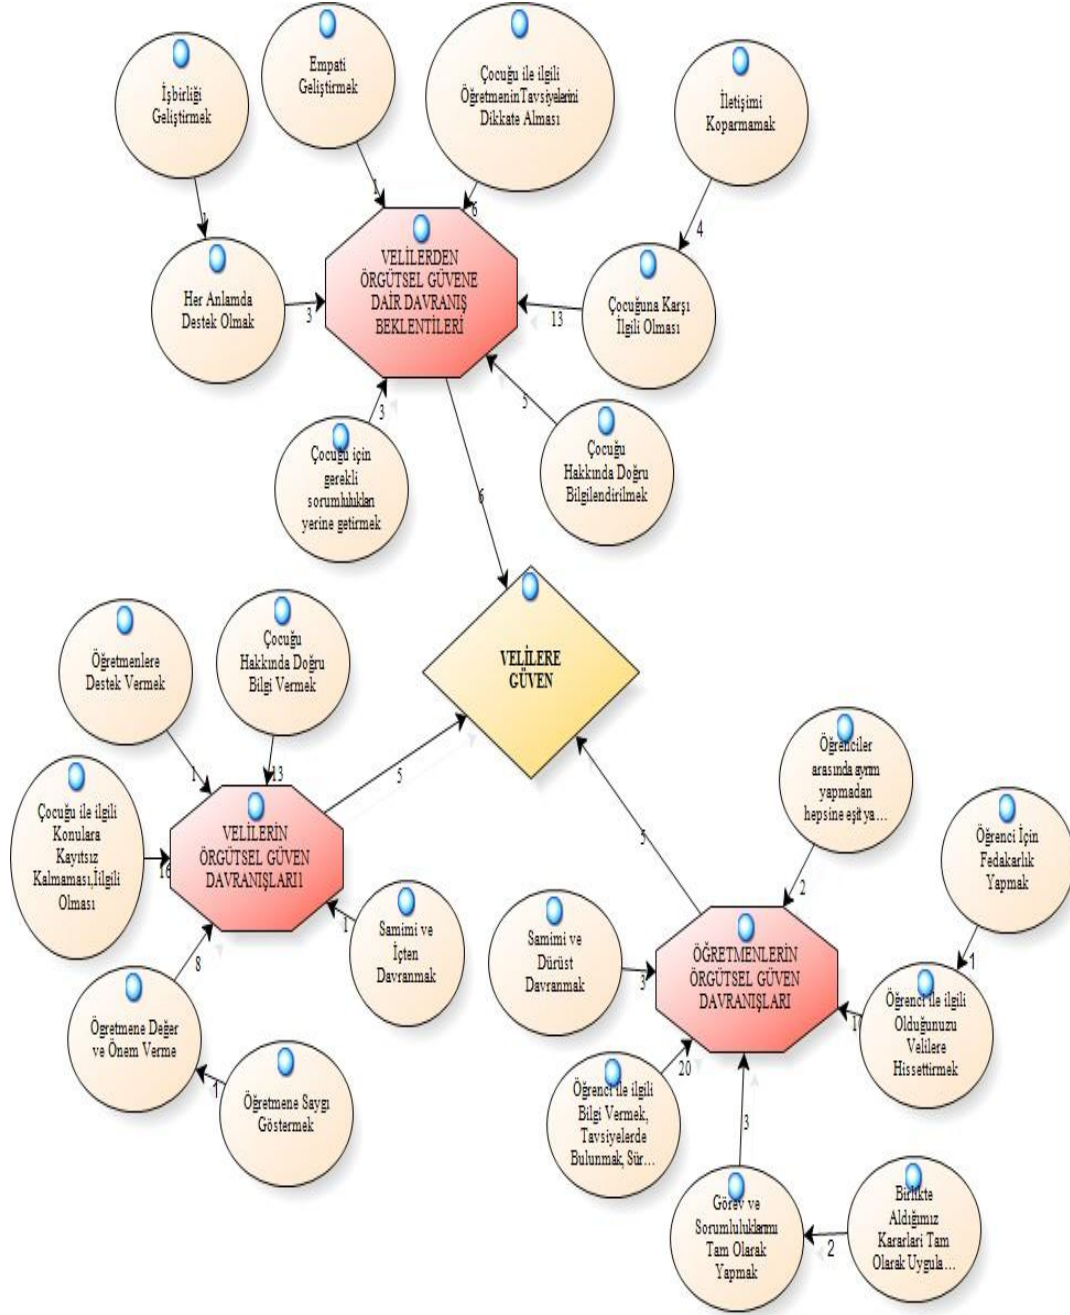 Empati
Geliştirmek
İşbirliği
Geliştirmek
Çocuğu ile ilgili
Öğretmenin Tavsiyelerini
Dikkate Alması
İletişimi
Koparmamak
1
6
1
4
VELİLERDEN
ÖRGÜTSEL GÜVENE
DAİR DAVRANIŞ
BEKLENTİLERİ
Her Anlamda
Destek Olmak
3
13
Çocuğuna Karşı
İlgili Olması
3
5
Çocuğu için
gerekli
sorumlulukları
yerine getirmek
Çocuğu
Hakkında Doğru
Bilgilendirilmek
6
VELİLERE
GÜVEN
Öğretmenlere
Destek Vermek
Çocuğu
Hakkında Doğru
Bilgi Vermek
1
13
5
Çocuğu ile ilgili
Konulara
Kayıtsız
Kalmaması,İilgili
Olması
16
VELİLERİN
ÖRGÜTSEL GÜVEN
DAVRANIŞLARI1
8
1
Samimi ve
İçten
Davranmak
Ögretmene Değer
ve Önem Verme
1
Öğretmene Saygı
Göstermek
5
Öğrenciler
arasında ayrım
yapmadan
hepsine eşit ya...
2
Öğrenci İçin
Fedakarlık
Yapmak
1
Samimi ve
Dürüst
Davranmak
3
ÖĞRETMENLERİN
ÖRGÜTSEL GÜVEN
DAVRANIŞLARI
Öğrenci ile ilgili
Olduğunuzu
Velilere
Hissettirmek
20
Öğrenci ile ilgili
Bilgi Vermek,
Tavsiyelerde
Bulunmak, Sür...
3
Görev ve
Sorumluluklarımı
Tam Olarak
Yapmak
2
Birlikte
Aldığımız
Kararlari Tam
Olarak Uygula...